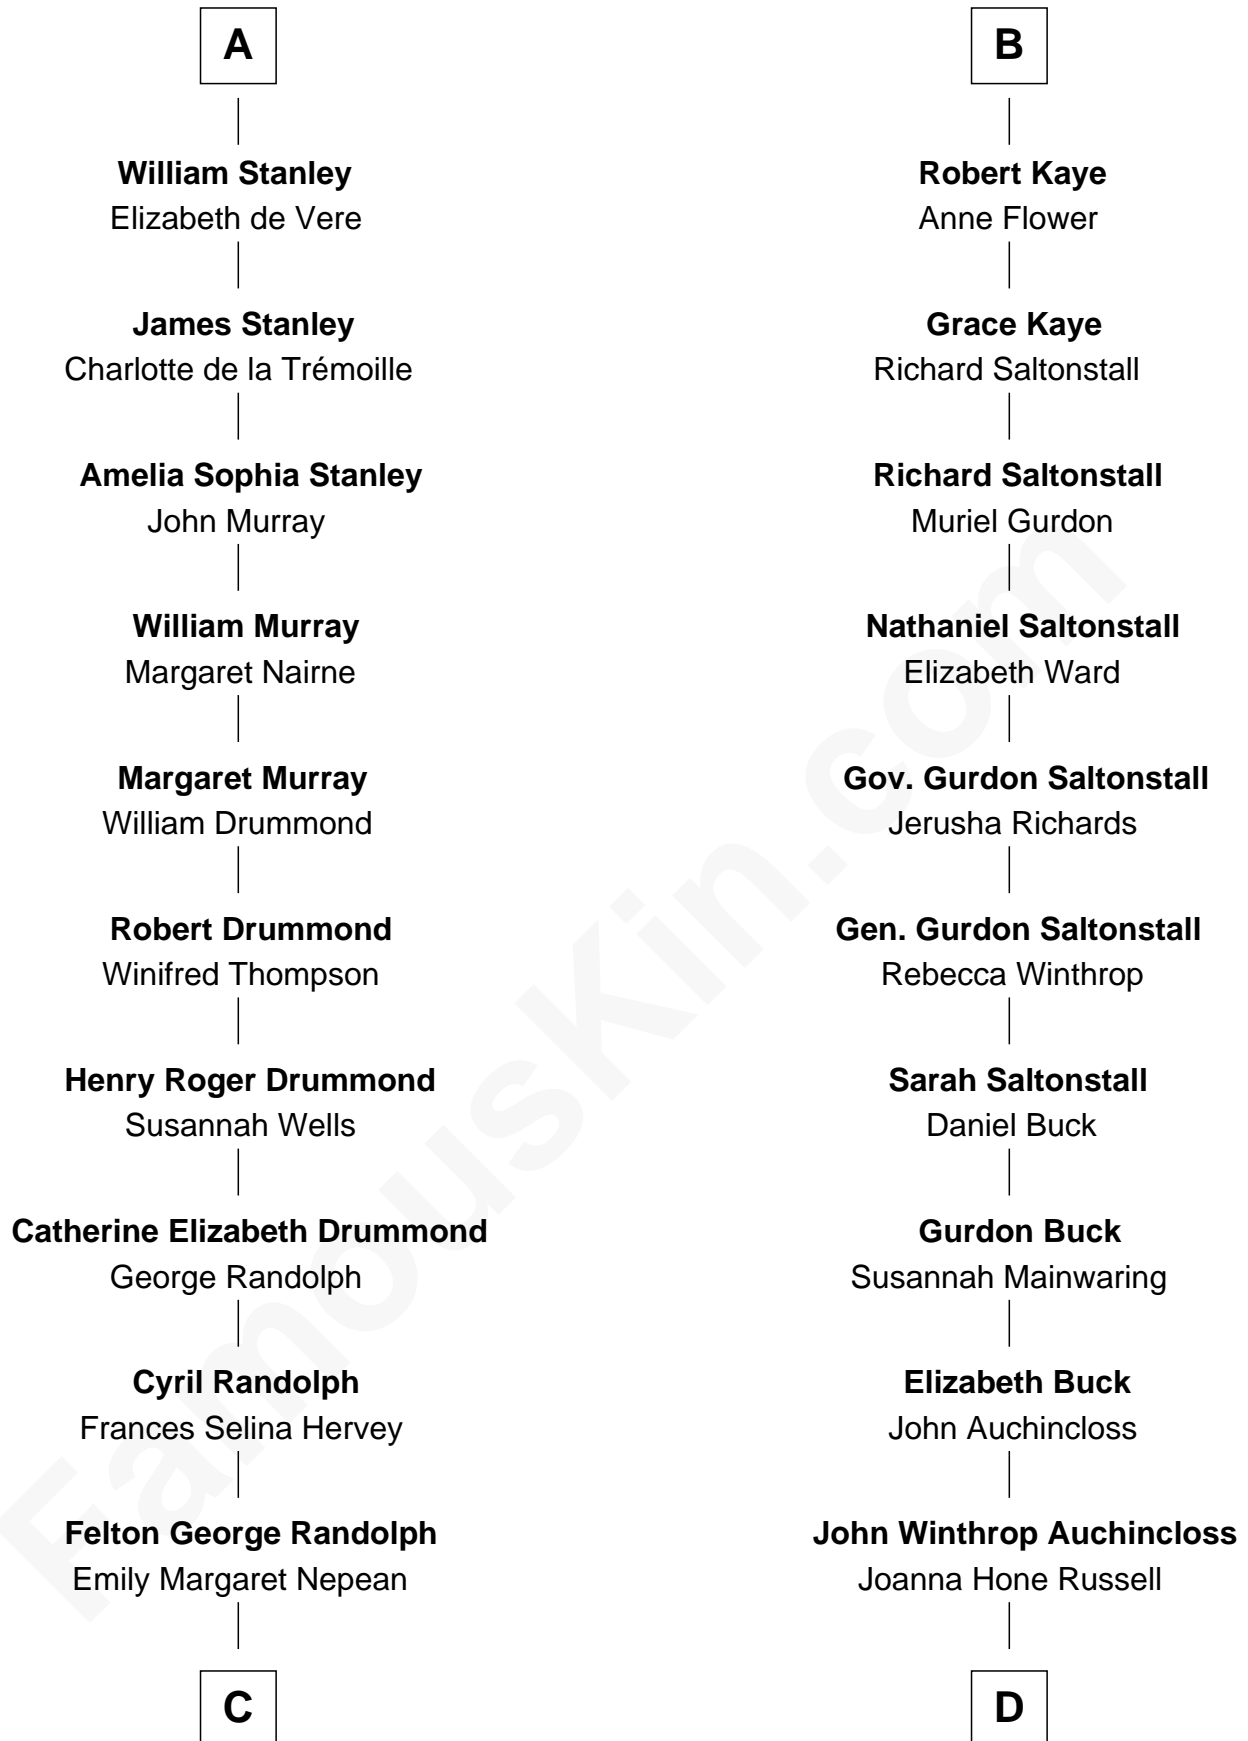 A
William Stanley
Elizabeth de Vere
James Stanley
Charlotte de la Trémoille
Amelia Sophia Stanley
John Murray
William Murray
Margaret Nairne
Margaret Murray
William Drummond
Robert Drummond
Winifred Thompson
Henry Roger Drummond
Susannah Wells
Catherine Elizabeth Drummond
George Randolph
Cyril Randolph
Frances Selina Hervey
Felton George Randolph
Emily Margaret Nepean
C
B
Robert Kaye
Anne Flower
Grace Kaye
Richard Saltonstall
Richard Saltonstall
Muriel Gurdon
Nathaniel Saltonstall
Elizabeth Ward
Gov. Gurdon Saltonstall
Jerusha Richards
Gen. Gurdon Saltonstall
Rebecca Winthrop
Sarah Saltonstall
Daniel Buck
Gurdon Buck
Susannah Mainwaring
Elizabeth Buck
John Auchincloss
John Winthrop Auchincloss
Joanna Hone Russell
D
FamousKin.com